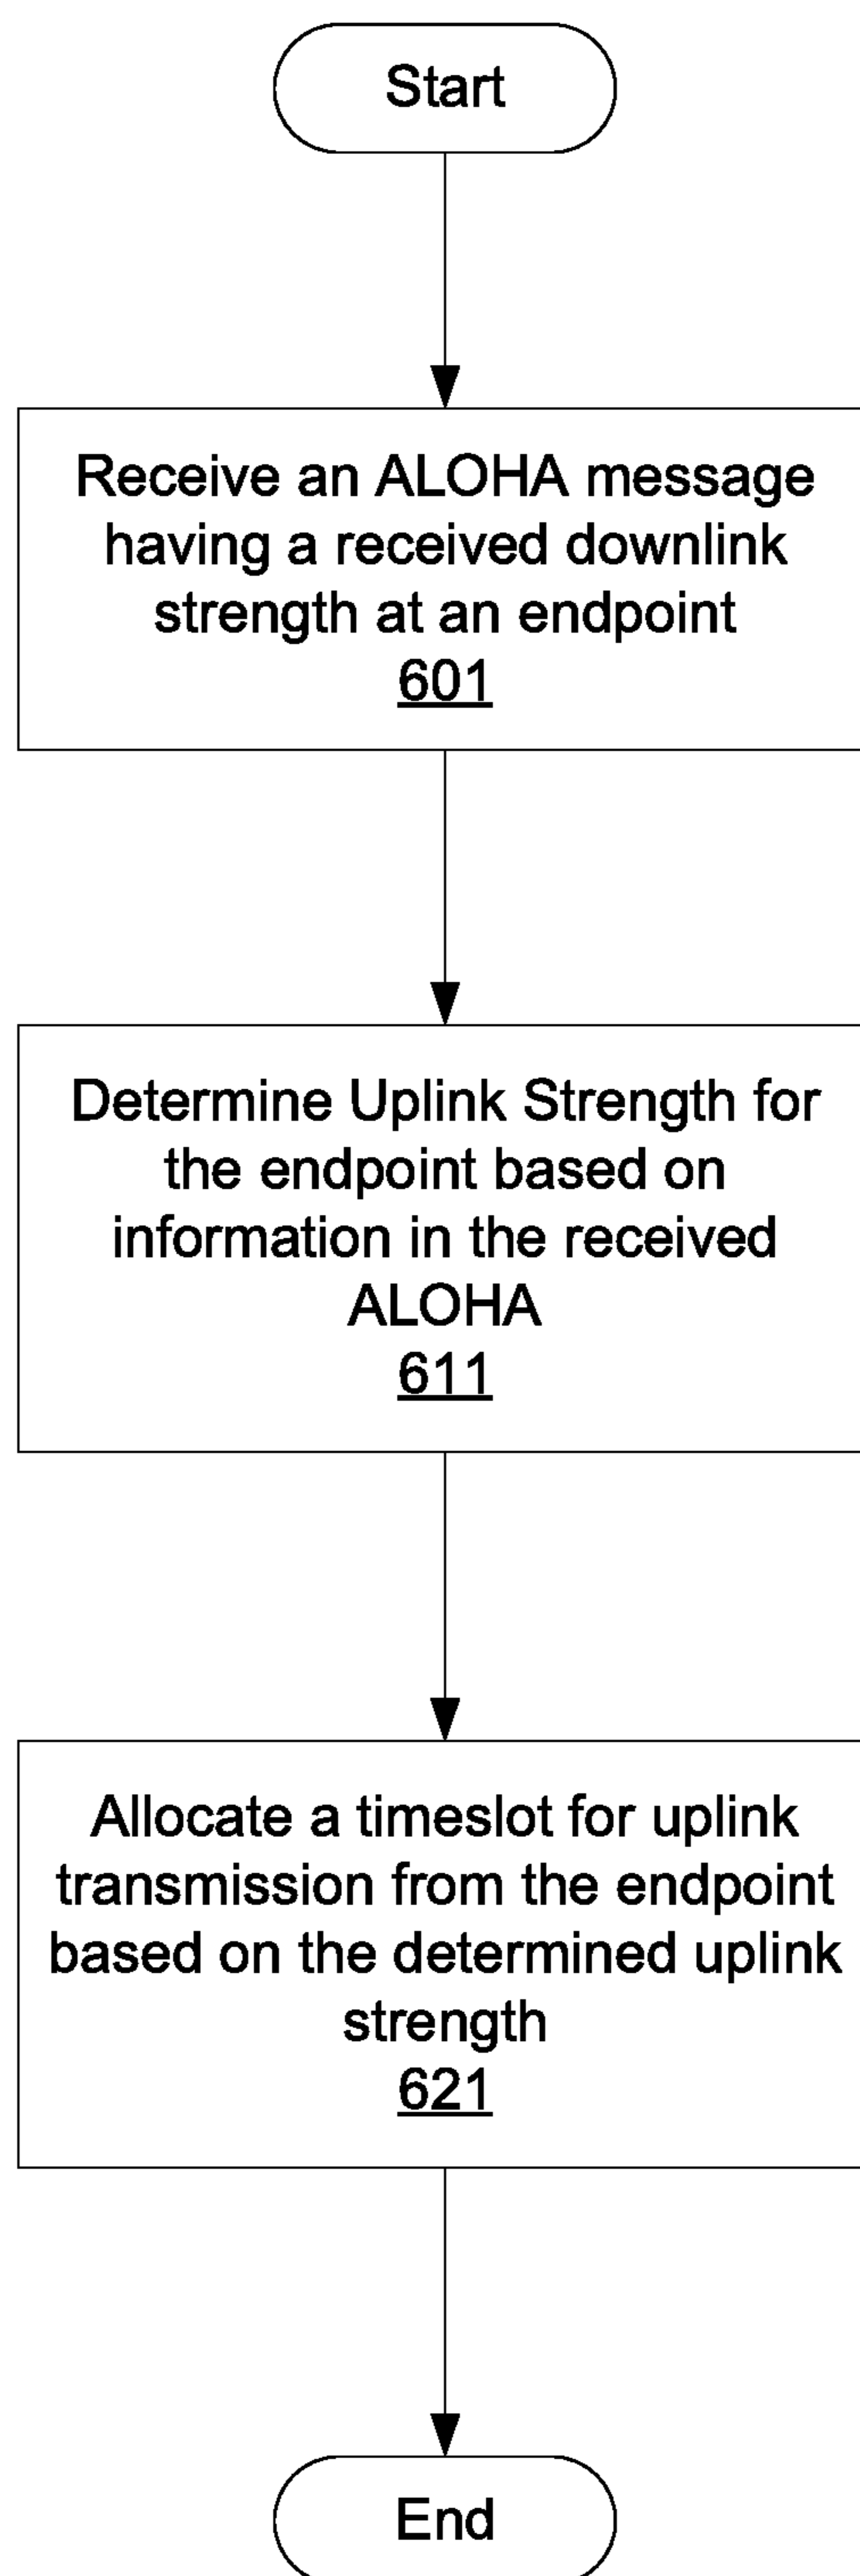 Start
Receive an ALOHA message
having a received downlink
strength at an endpoint
601
Determine Uplink Strength for
the endpoint based on
information in the received
ALOHA
611
Allocate a timeslot for uplink
transmission from the endpoint
based on the determined uplink
strength
621
End